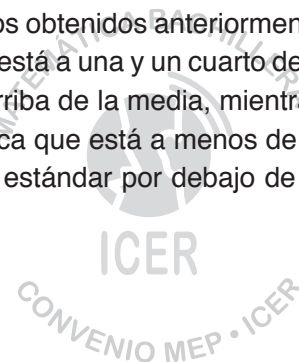 os obtenidos anteriormen
está a una y un cuarto de
rriba de la media, mientra
ca que está a menos de
estándar por debajo de
ICER
CONVENIO MEP • ICER